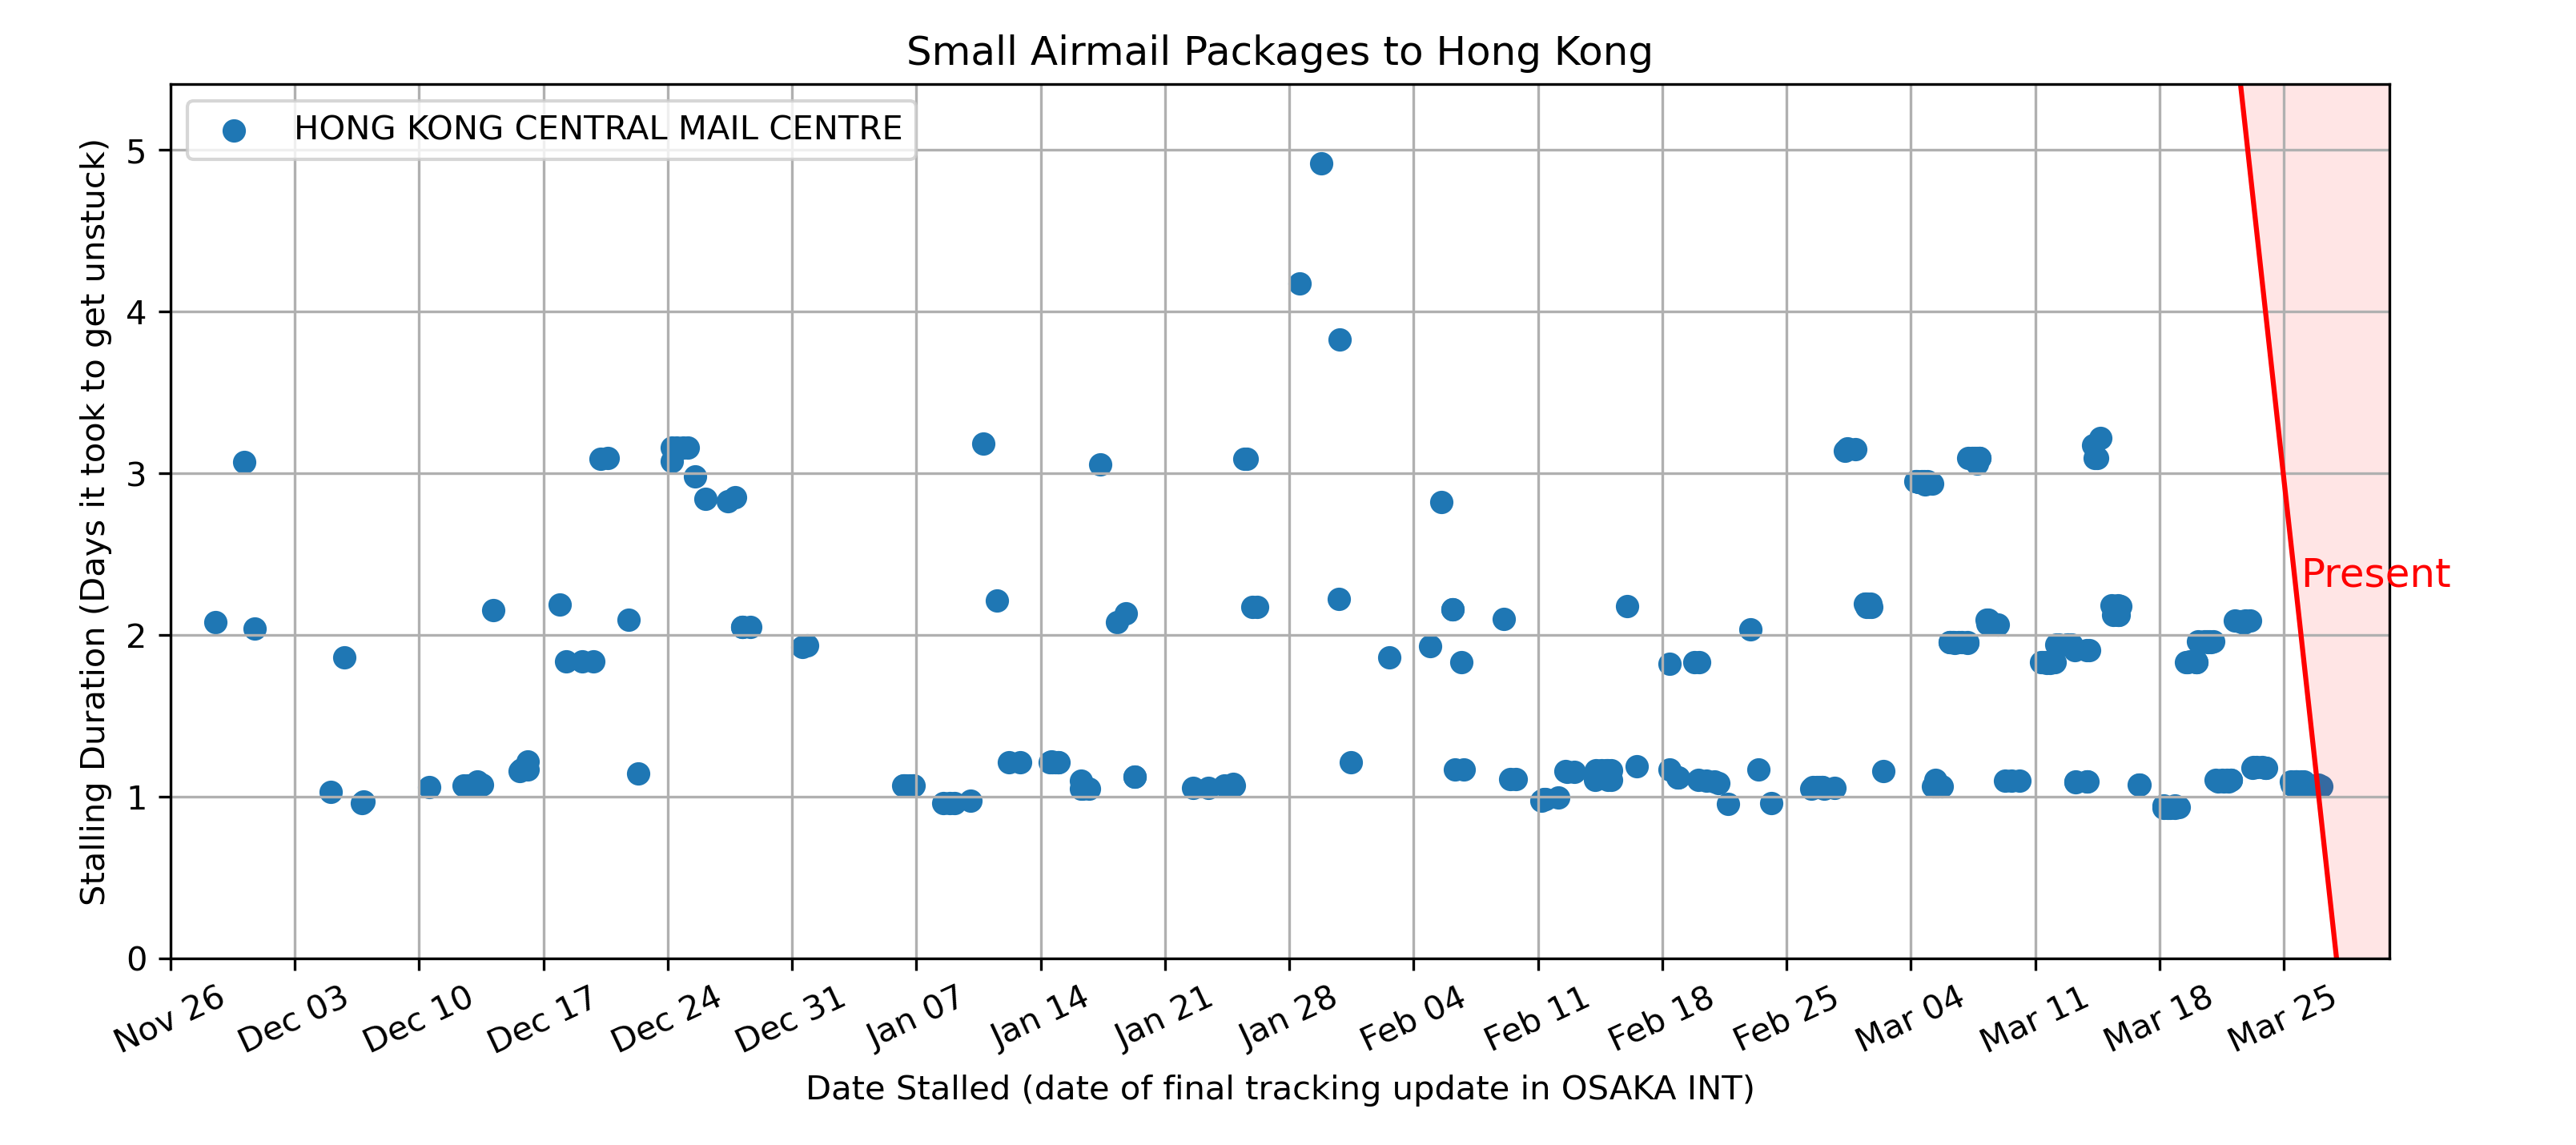 Small Airmail Packages to Hong Kong
HONG KONG CENTRAL MAIL CENTRE
Stalling Duration (Days it took to get unstuck)
5
4
3
2
1
0
Present
Nov 26
Dec 03
Dec 10
Dec 17
Dec 24
Dec 31
Jan 07
Jan 14
Jan 21
Jan 28
Feb 04
Feb 11
Feb 18
Feb 25
Mar 04
Mar 11
Mar 18
Mar 25
Date Stalled (date of final tracking update in OSAKA INT)